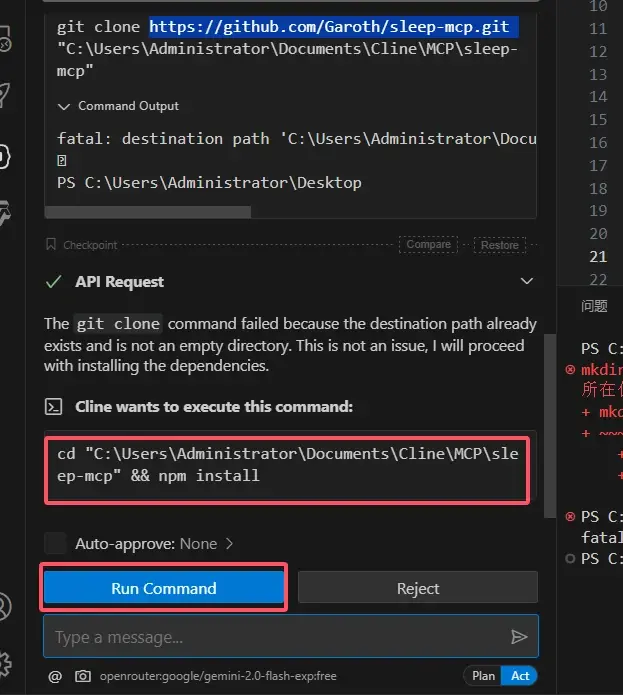 git clone https://github.com/Garoth/sleep-mcp.git
"C:\Users\Administrator\Documents\Cline\MCP\sleep-
mcp"
Command Output
fatal: destination path 'C:\Users\Administrator\Docu
PS C:\Users\Administrator\Desktop
Checkpoint
Compare
Restore
API Request
The git clone command failed because the destination path already
exists and is not an empty directory. This is not an issue, I will proceed
with installing the dependencies.
Cline wants to execute this command:
cd "C:\Users\Administrator\Documents\Cline\MCP\sle
ep-mcp" && npm install
Auto-approve: None
Run Command
Reject
Type a message...
@
openrouter:google/gemini-2.0-flash-exp:free
Plan
Act
10
11
12
13
14
15
16
17
18
19
20
21
22
问题
PS C:
mkdir
所在
+ mkd
+ ~~~
+
+
PS C:
fatal
PS C: